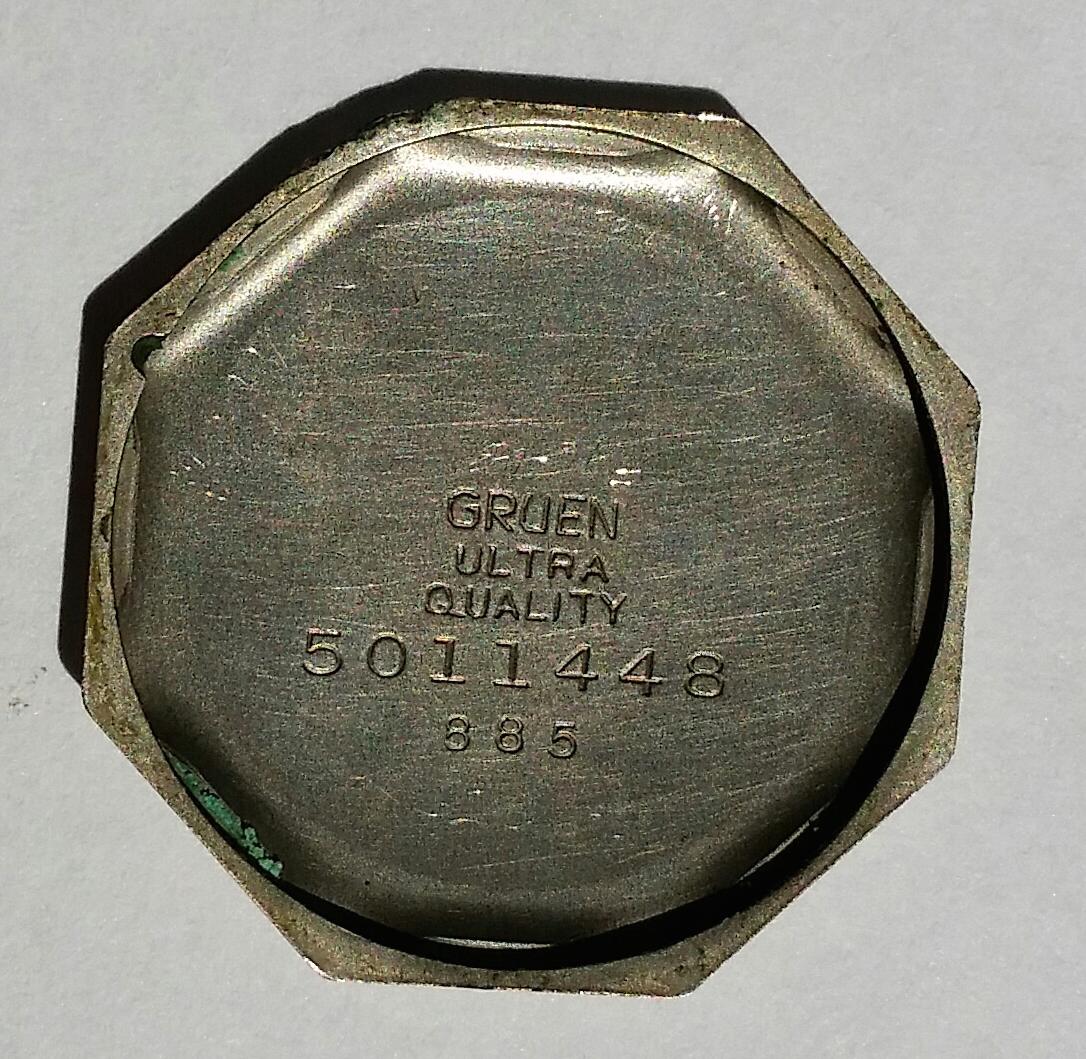 GRUEN
ULTRA
QUALITY
5011448
885